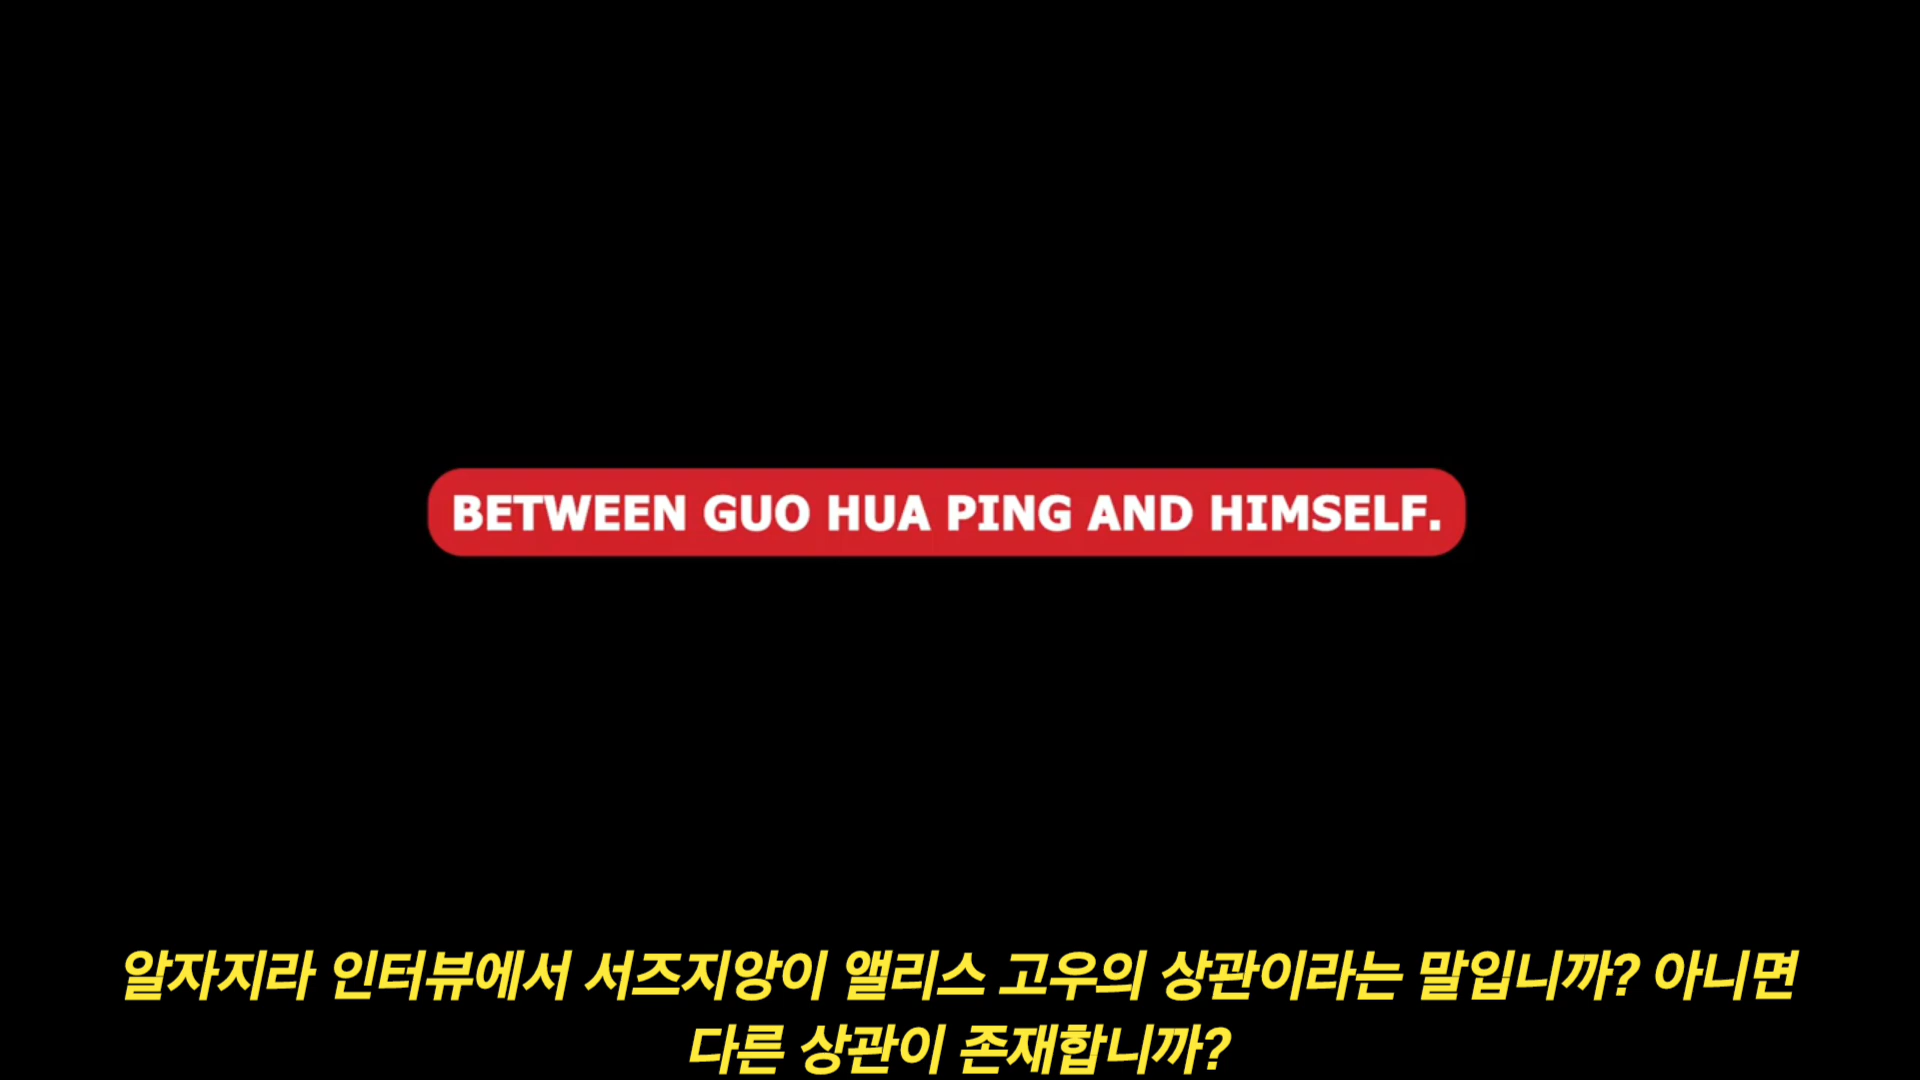 BETWEEN GUO HUA PING AND HIMSELF.
알자지라 인터뷰에서 서즈지앙이 앨리스 고우의 상관이라는 말입니까? 아니면
다른 상관이 존재합니까?